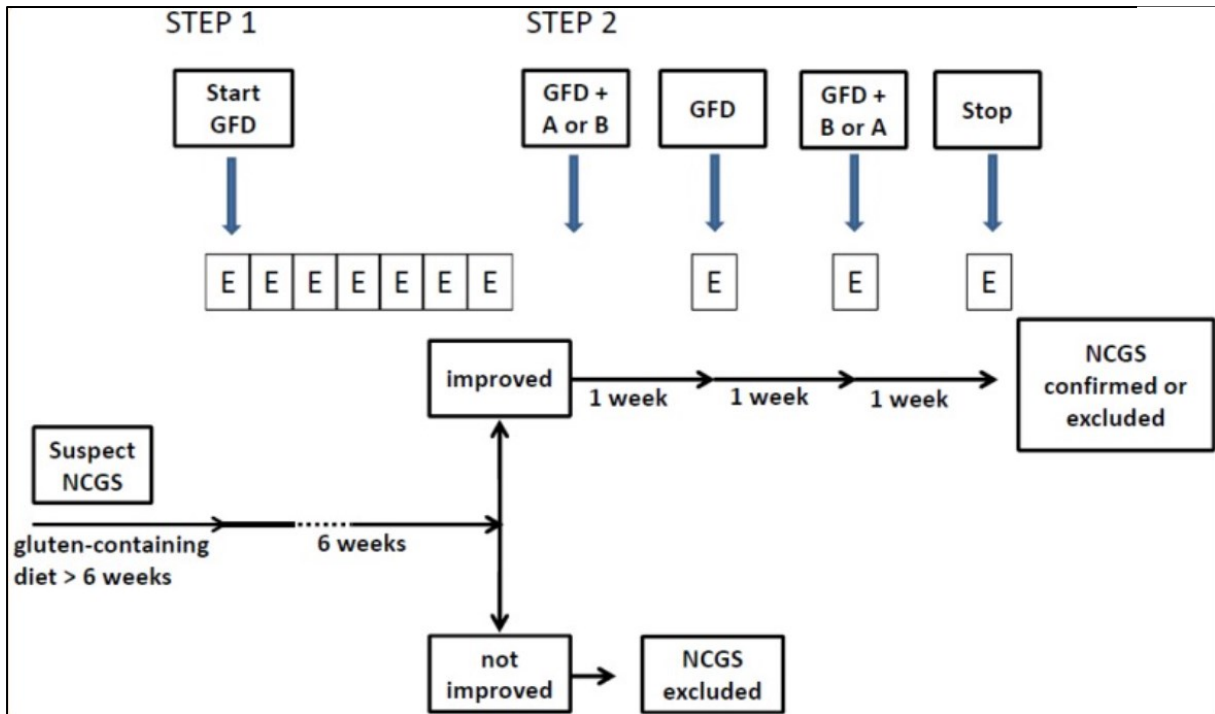 STEP 1
STEP 2
Start
GFD
GFD +
A or B
GFD
GFD +
B or A
Stop
E E E E E E E
E
E
E
improved
1 week
1 week
1 week
NCGS
confirmed or
excluded
Suspect
NCGS
gluten-containing
diet > 6 weeks
6 weeks
not
improved
NCGS
excluded